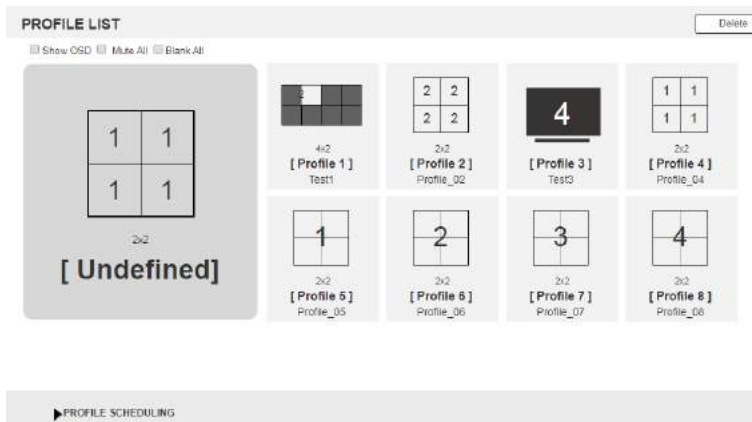 PROFILE LIST
Delete
Show OSD Mute All Blank All
1 1
1 1
2x2
[ Undefined]
2
4x2
[ Profile 1 ]
Test1
2 2
2 2
2x2
[ Profile 2 ]
Profile_02
4
[ Profile 3 ]
Test3
1 1
1 1
2x2
[ Profile 4 ]
Profile_04
1
2x2
[ Profile 5 ]
Profile_05
2
2x2
[ Profile 6 ]
Profile_06
3
2x2
[ Profile 7 ]
Profile_07
4
2x2
[ Profile 8 ]
Profile_08
PROFILE SCHEDULING